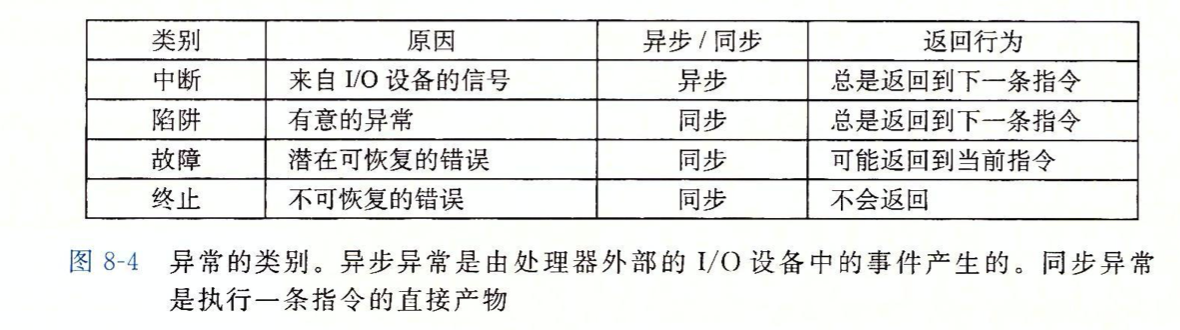 类别 原因 异步 / 同步 返回行为
中断 来自 I/O 设备的信号 异步 总是返回到下一条指令
陷阱 有意的异常 同步 总是返回到下一条指令
故障 潜在可恢复的错误 同步 可能返回到当前指令
终止 不可恢复的错误 同步 不会返回
图 8-4 异常的类别。异步异常是由处理器外部的 I/O 设备中的事件产生的。同步异常
是执行一条指令的直接产物